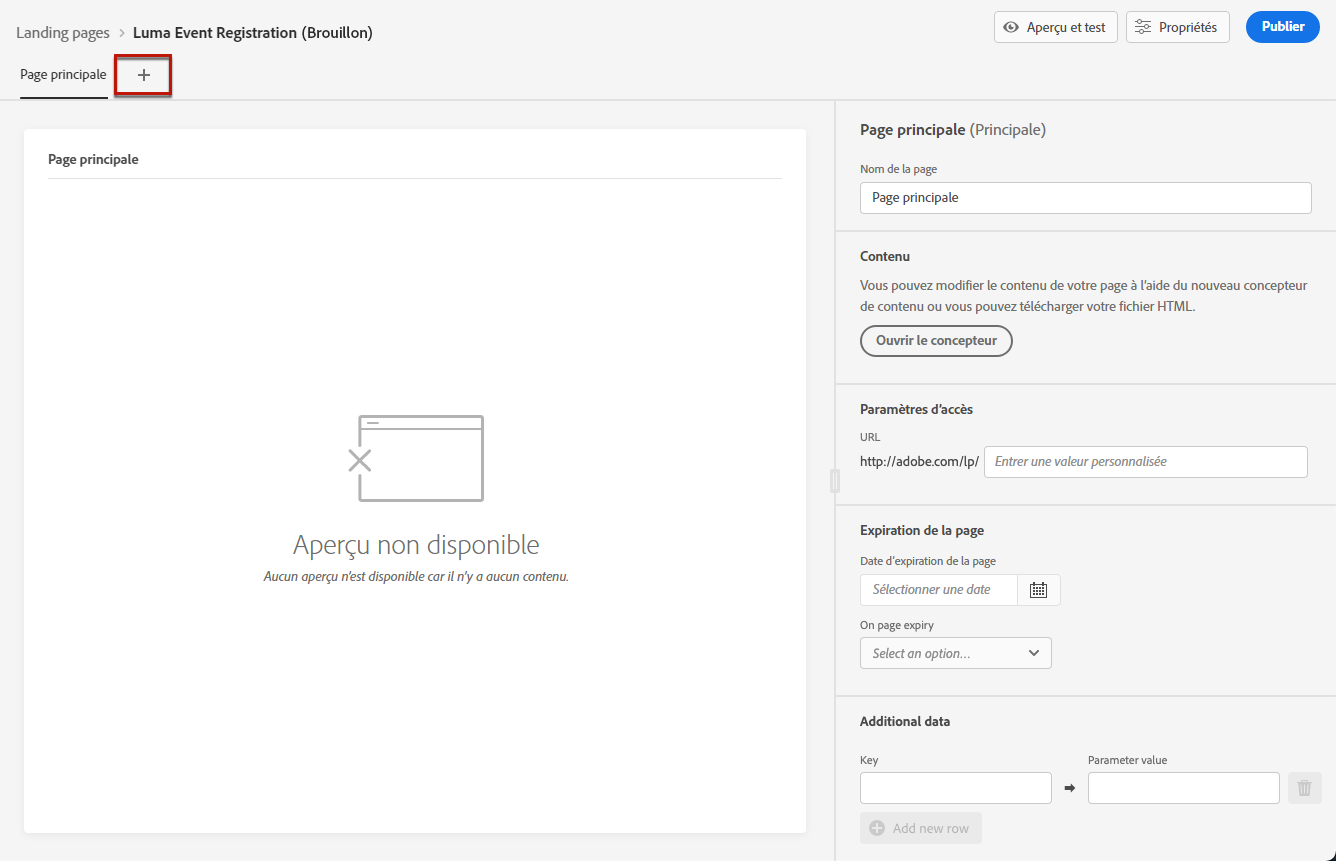 Landing pages > Luma Event Registration (Brouillon)
Aperçu et test
Propriétés
Publier
Page principale
+
Page principale
Aperçu non disponible
Aucun aperçu n'est disponible car il n'y a aucun contenu.
Page principale (Principale)
Nom de la page
Page principale
Contenu
Vous pouvez modifier le contenu de votre page à l'aide du nouveau concepteur
de contenu ou vous pouvez télécharger votre fichier HTML.
Ouvrir le concepteur
Paramètres d'accès
URL
http://adobe.com/lp/ Entrer une valeur personnalisée
Expiration de la page
Date d'expiration de la page
Sélectionner une date
On page expiry
Select an option...
Additional data
Key Parameter value
Add new row